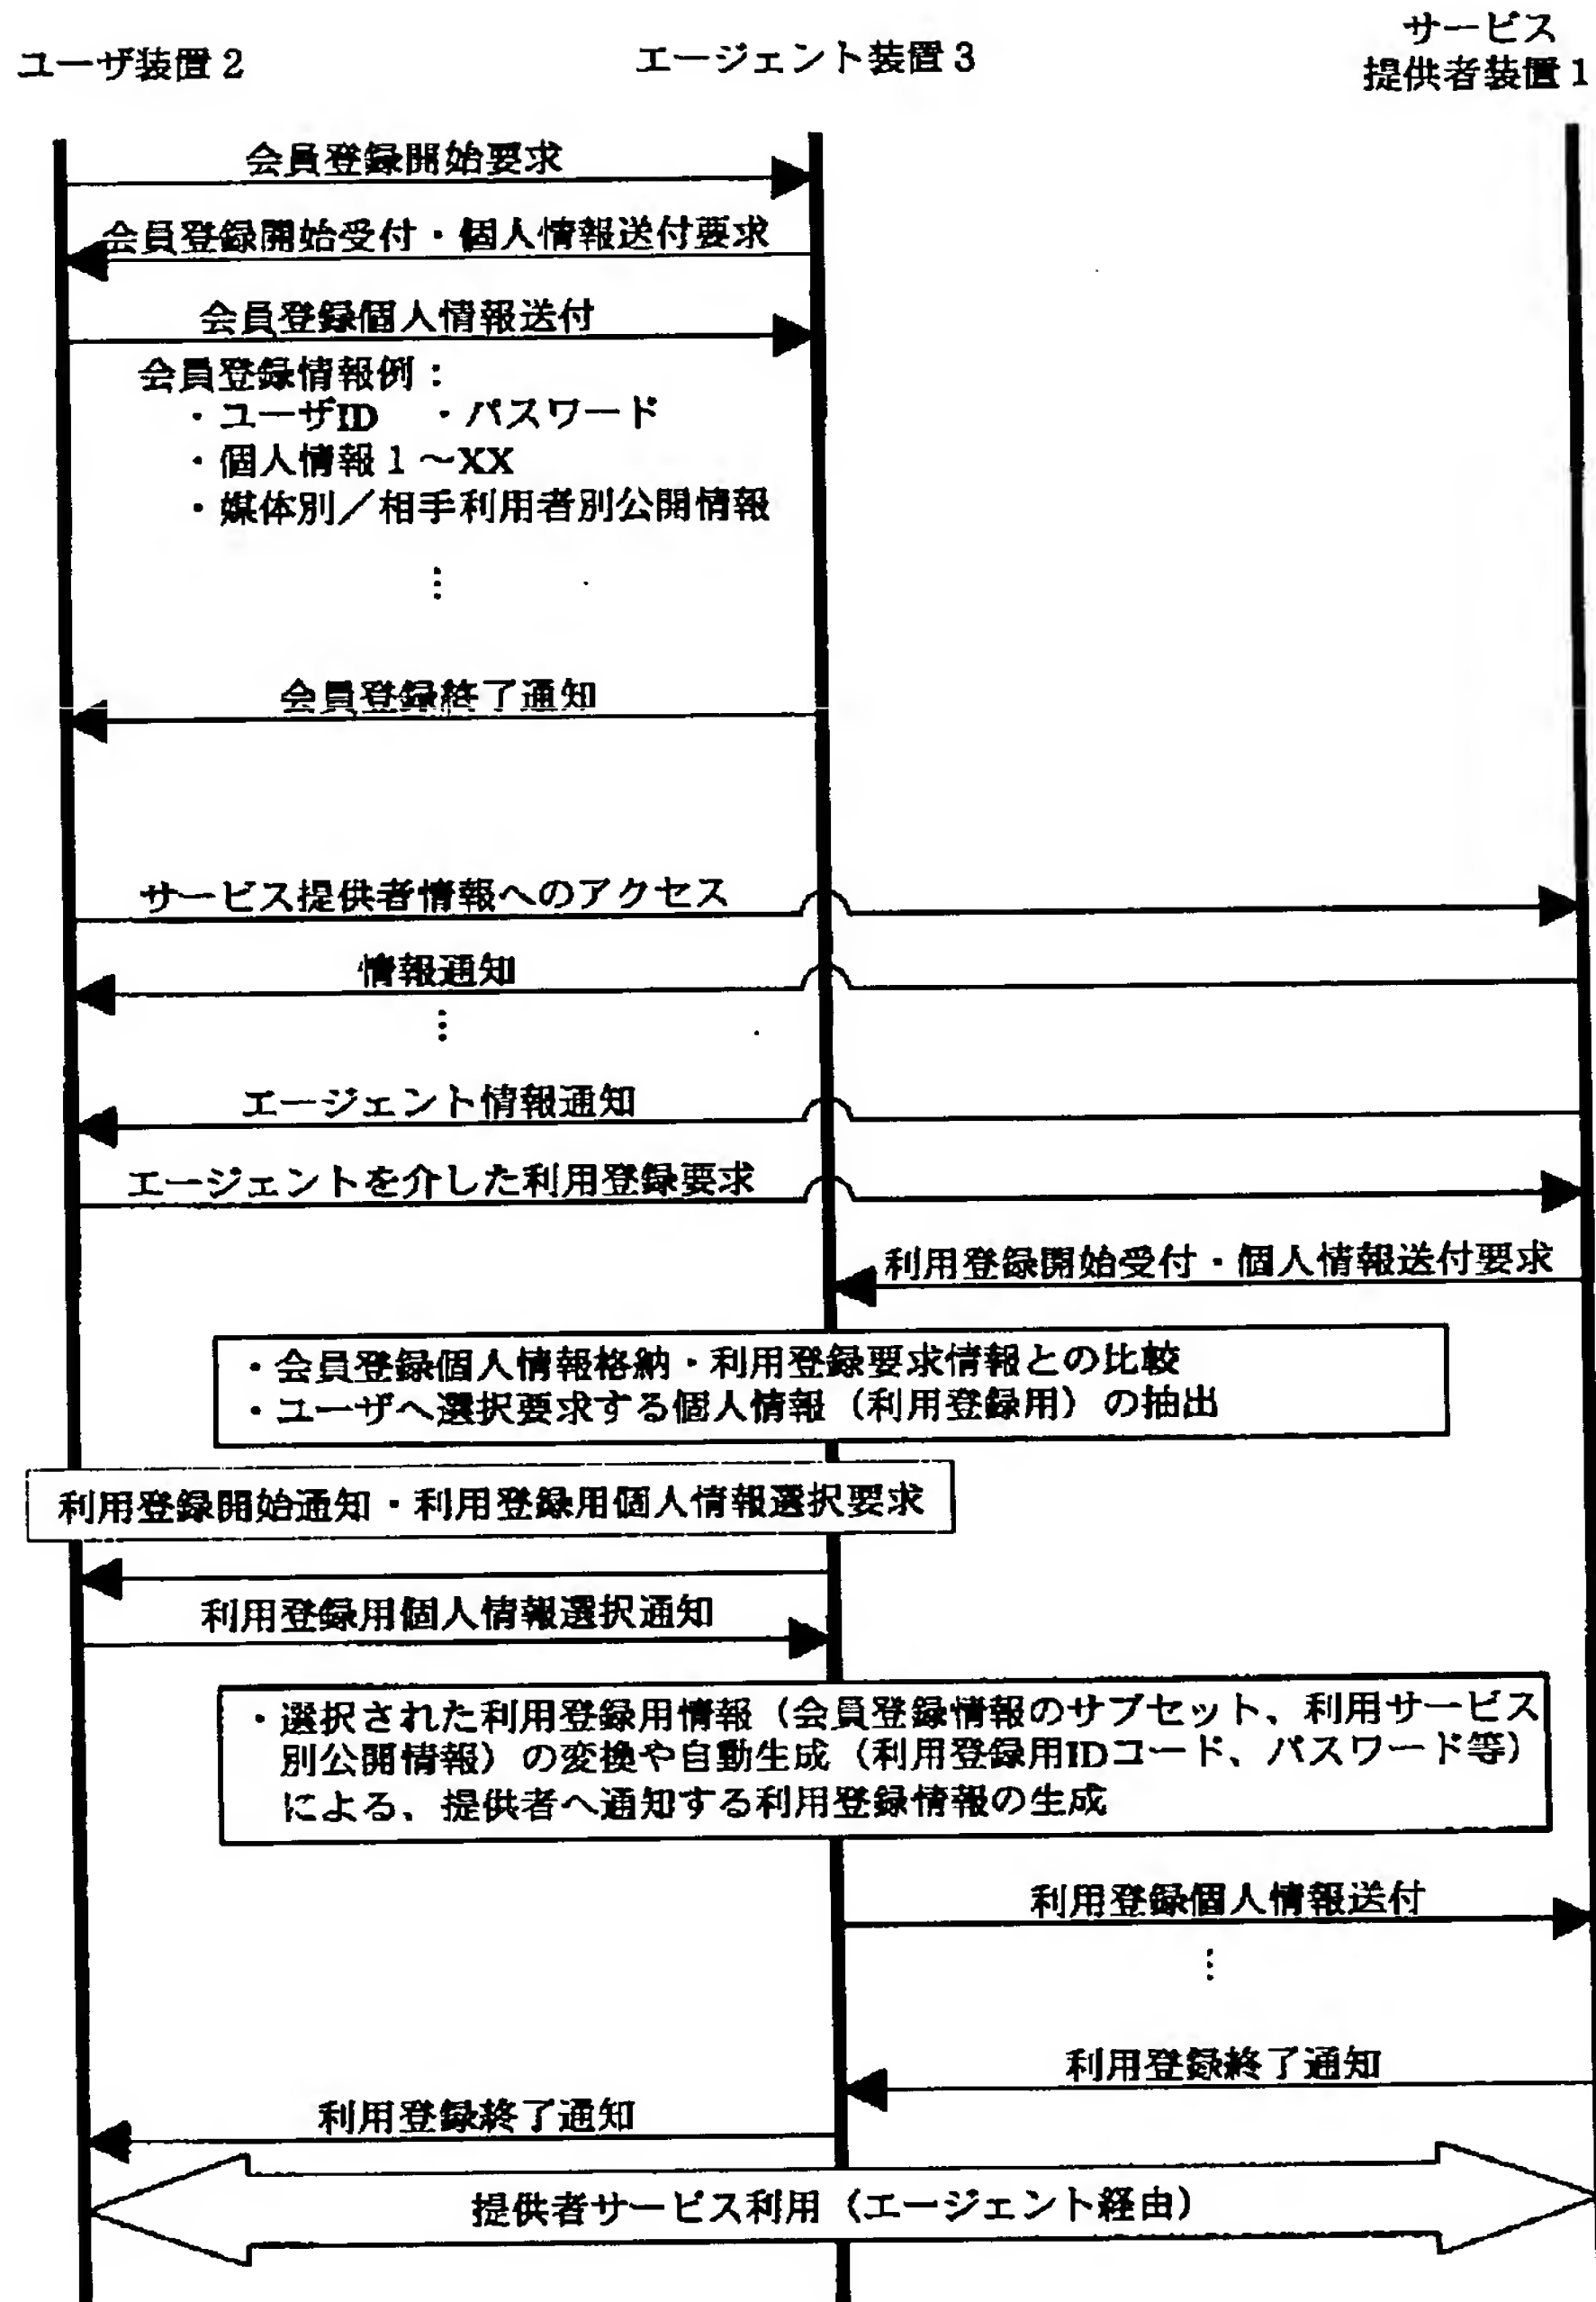 ユーザ装置2
エージェント装置3
サービス
提供者装置1
会員登録開始要求
会員登録開始受付・個人情報送付要求
会員登録個人情報送付
会員登録情報例：
・ユーザID ・パスワード
・個人情報1～XX
・媒体別／相手利用者別公開情報
⋮
会員登録終了通知
サービス提供者情報へのアクセス
情報通知
⋮
エージェント情報通知
エージェントを介した利用登録要求
利用登録開始受付・個人情報送付要求
・会員登録個人情報格納・利用登録要求情報との比較
・ユーザへ選択要求する個人情報（利用登録用）の抽出
利用登録開始通知・利用登録用個人情報選択要求
利用登録用個人情報選択通知
・選択された利用登録用情報（会員登録情報のサブセット、利用サービス
別公開情報）の変換や自動生成（利用登録用IDコード、パスワード等）
による、提供者へ通知する利用登録情報の生成
利用登録個人情報送付
⋮
利用登録終了通知
利用登録終了通知
提供者サービス利用（エージェント経由）